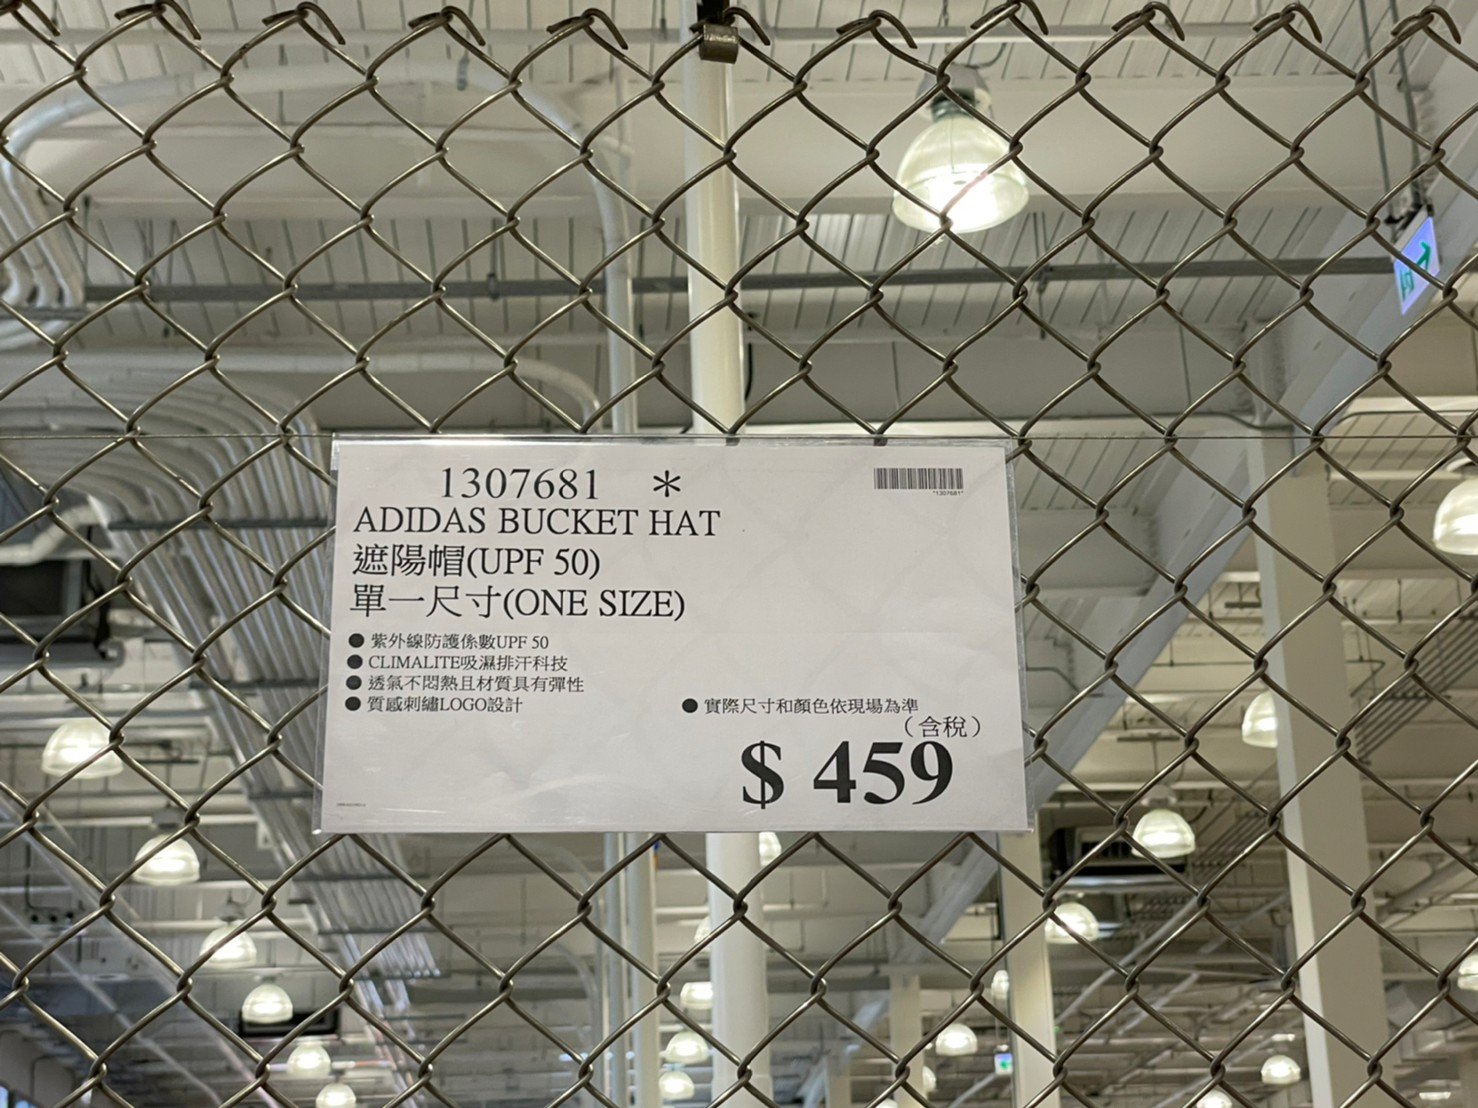 1307681 *
*1307681*
ADIDAS BUCKET HAT
遮陽帽(UPF 50)
單一尺寸(ONE SIZE)
● 紫外線防護係數UPF 50
● CLIMALITE吸濕排汗科技
● 透氣不悶熱且材質具有彈性
● 質感刺繡LOGO設計
● 實際尺寸和顏色依現場為準
（含稅）
$ 459